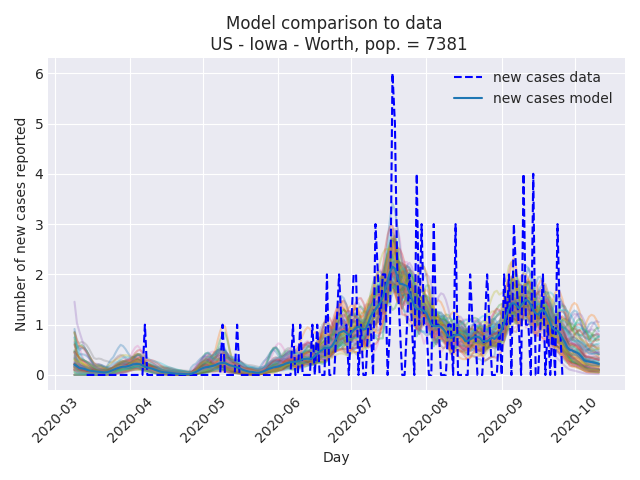 Model comparison to data
US - Iowa - Worth, pop. = 7381
new cases data
new cases model
Number of new cases reported
6
5
4
3
2
1
0
2020-03
2020-04
2020-05
2020-06
2020-07
2020-08
2020-09
2020-10
Day